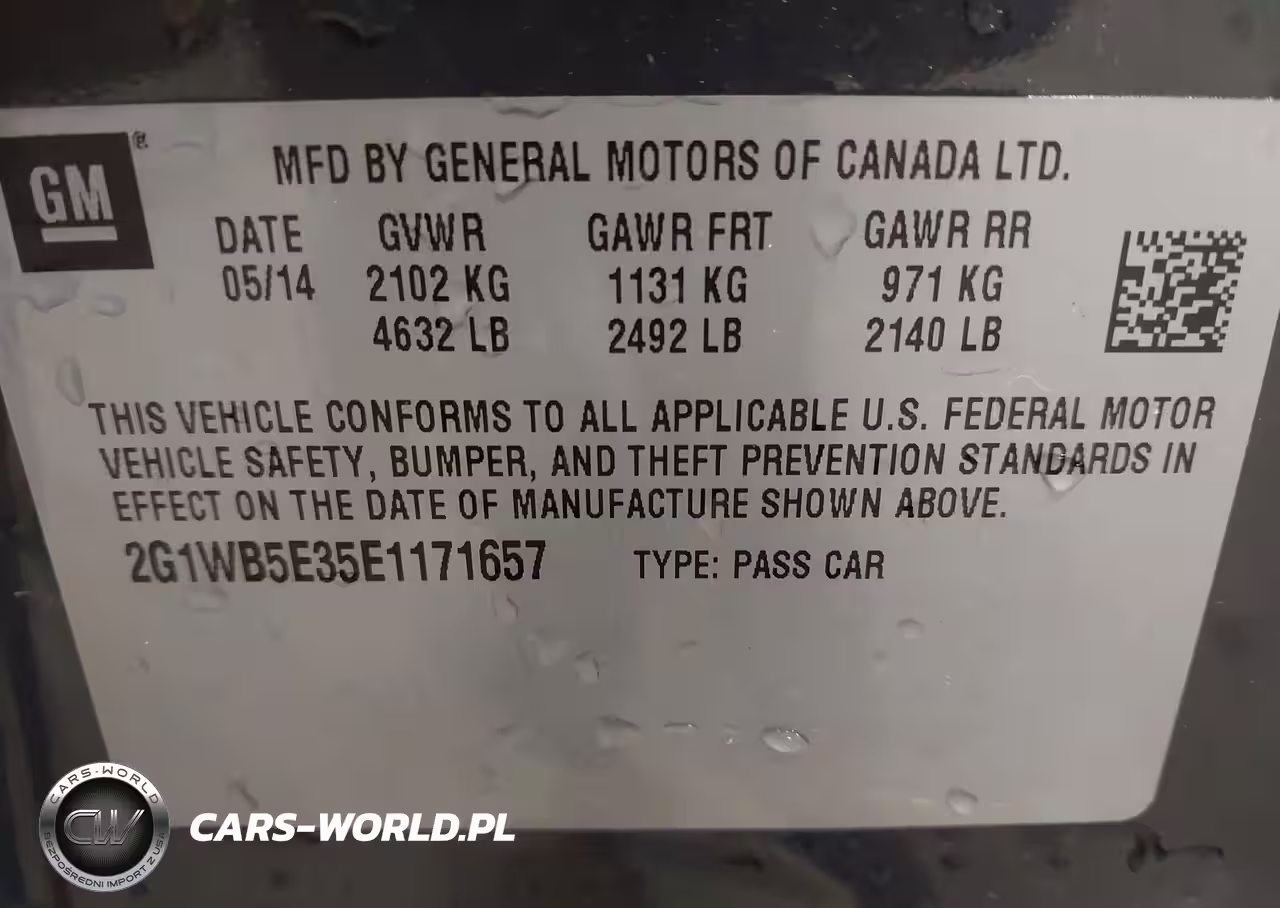 GM®
MFD BY GENERAL MOTORS OF CANADA LTD.
DATE GVWR GAWR FRT GAWR RR
05/14 2102 KG 1131 KG 971 KG
4632 LB 2492 LB 2140 LB
THIS VEHICLE CONFORMS TO ALL APPLICABLE U.S. FEDERAL MOTOR
VEHICLE SAFETY, BUMPER, AND THEFT PREVENTION STANDARDS IN
EFFECT ON THE DATE OF MANUFACTURE SHOWN ABOVE.
2G1WB5E35E1171657 TYPE: PASS CAR
CARS-WORLD
CW
BEZPOŚREDNI IMPORT Z USA
CARS-WORLD.PL